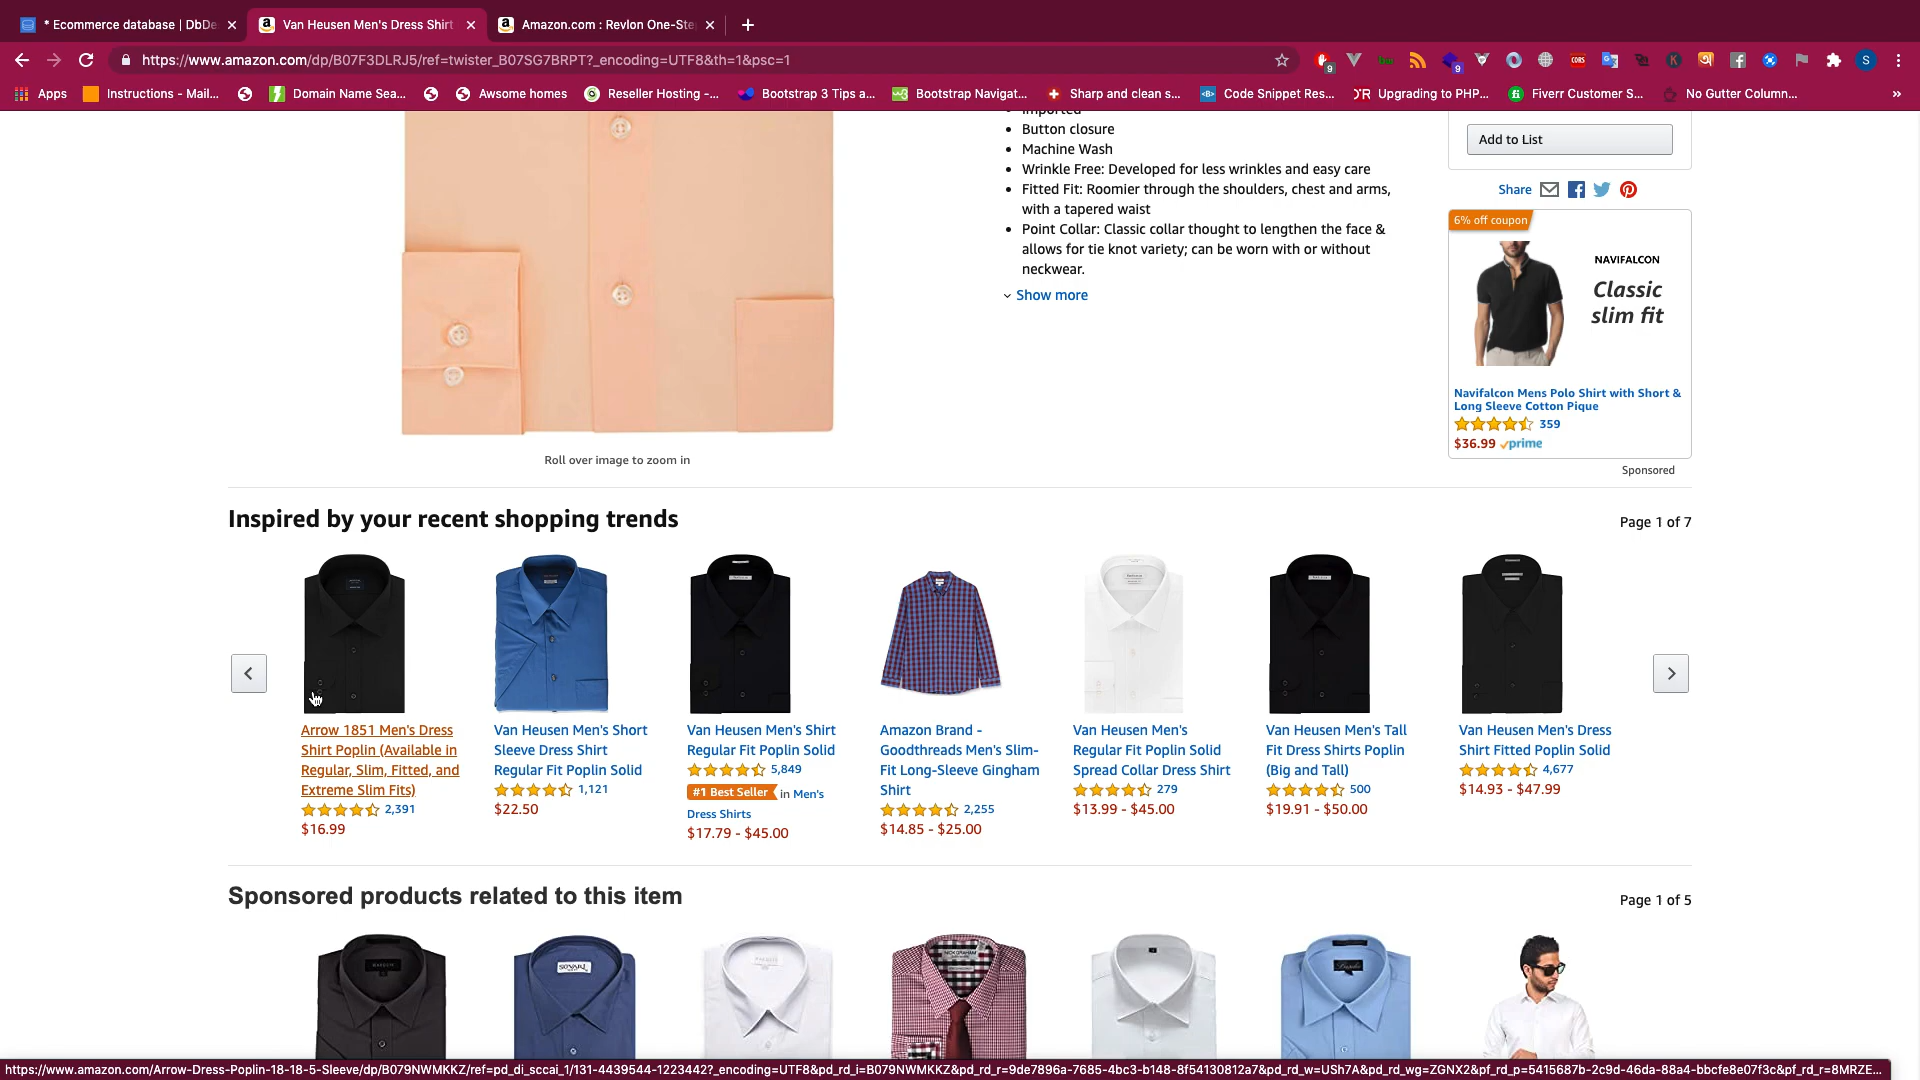 * Ecommerce database | DbDe
Van Heusen Men's Dress Shirt
Amazon.com : Revlon One-Ste
https://www.amazon.com/dp/B07F3DLRJ5/ref=twister_B07SG7BRPT?_encoding=UTF8&th=1&psc=1
9
9
CORS
K
S
Apps
Instructions - Mail...
Domain Name Sea...
Awsome homes
Reseller Hosting -...
Bootstrap 3 Tips a...
Bootstrap Navigat...
Sharp and clean s...
Code Snippet Res...
Upgrading to PHP...
Fiverr Customer S...
No Gutter Column...
»
Imported
Button closure
Machine Wash
Wrinkle Free: Developed for less wrinkles and easy care
Fitted Fit: Roomier through the shoulders, chest and arms,
with a tapered waist
Point Collar: Classic collar thought to lengthen the face &
allows for tie knot variety; can be worn with or without
neckwear.
Show more
Roll over image to zoom in
Add to List
Share
6% off coupon
NAVIFALCON
Classic
slim fit
Navifalcon Mens Polo Shirt with Short &
Long Sleeve Cotton Pique
359
$36.99 prime
Sponsored
Inspired by your recent shopping trends
Page 1 of 7
Arrow 1851 Men's Dress
Shirt Poplin (Available in
Regular, Slim, Fitted, and
Extreme Slim Fits)
2,391
$16.99
Van Heusen Men's Short
Sleeve Dress Shirt
Regular Fit Poplin Solid
1,121
$22.50
Van Heusen Men's Shirt
Regular Fit Poplin Solid
5,849
#1 Best Seller in Men's
Dress Shirts
$17.79 - $45.00
Amazon Brand -
Goodthreads Men's Slim-
Fit Long-Sleeve Gingham
Shirt
2,255
$14.85 - $25.00
Van Heusen Men's
Regular Fit Poplin Solid
Spread Collar Dress Shirt
279
$13.99 - $45.00
Van Heusen Men's Tall
Fit Dress Shirts Poplin
(Big and Tall)
500
$19.91 - $50.00
Van Heusen Men's Dress
Shirt Fitted Poplin Solid
4,677
$14.93 - $47.99
Sponsored products related to this item
Page 1 of 5
https://www.amazon.com/Arrow-Dress-Poplin-18-18-5-Sleeve/dp/B079NWMKKZ/ref=pd_di_sccai_1/131-4439544-1223442?_encoding=UTF8&pd_rd_i=B079NWMKKZ&pd_rd_r=9de7896a-7685-4bc3-b148-8f54130812a7&pd_rd_w=USh7A&pd_rd_wg=ZGNX2&pf_rd_p=5415687b-2c9d-46da-88a4-bbcfe8e07f3c&pf_rd_r=8MRZE...